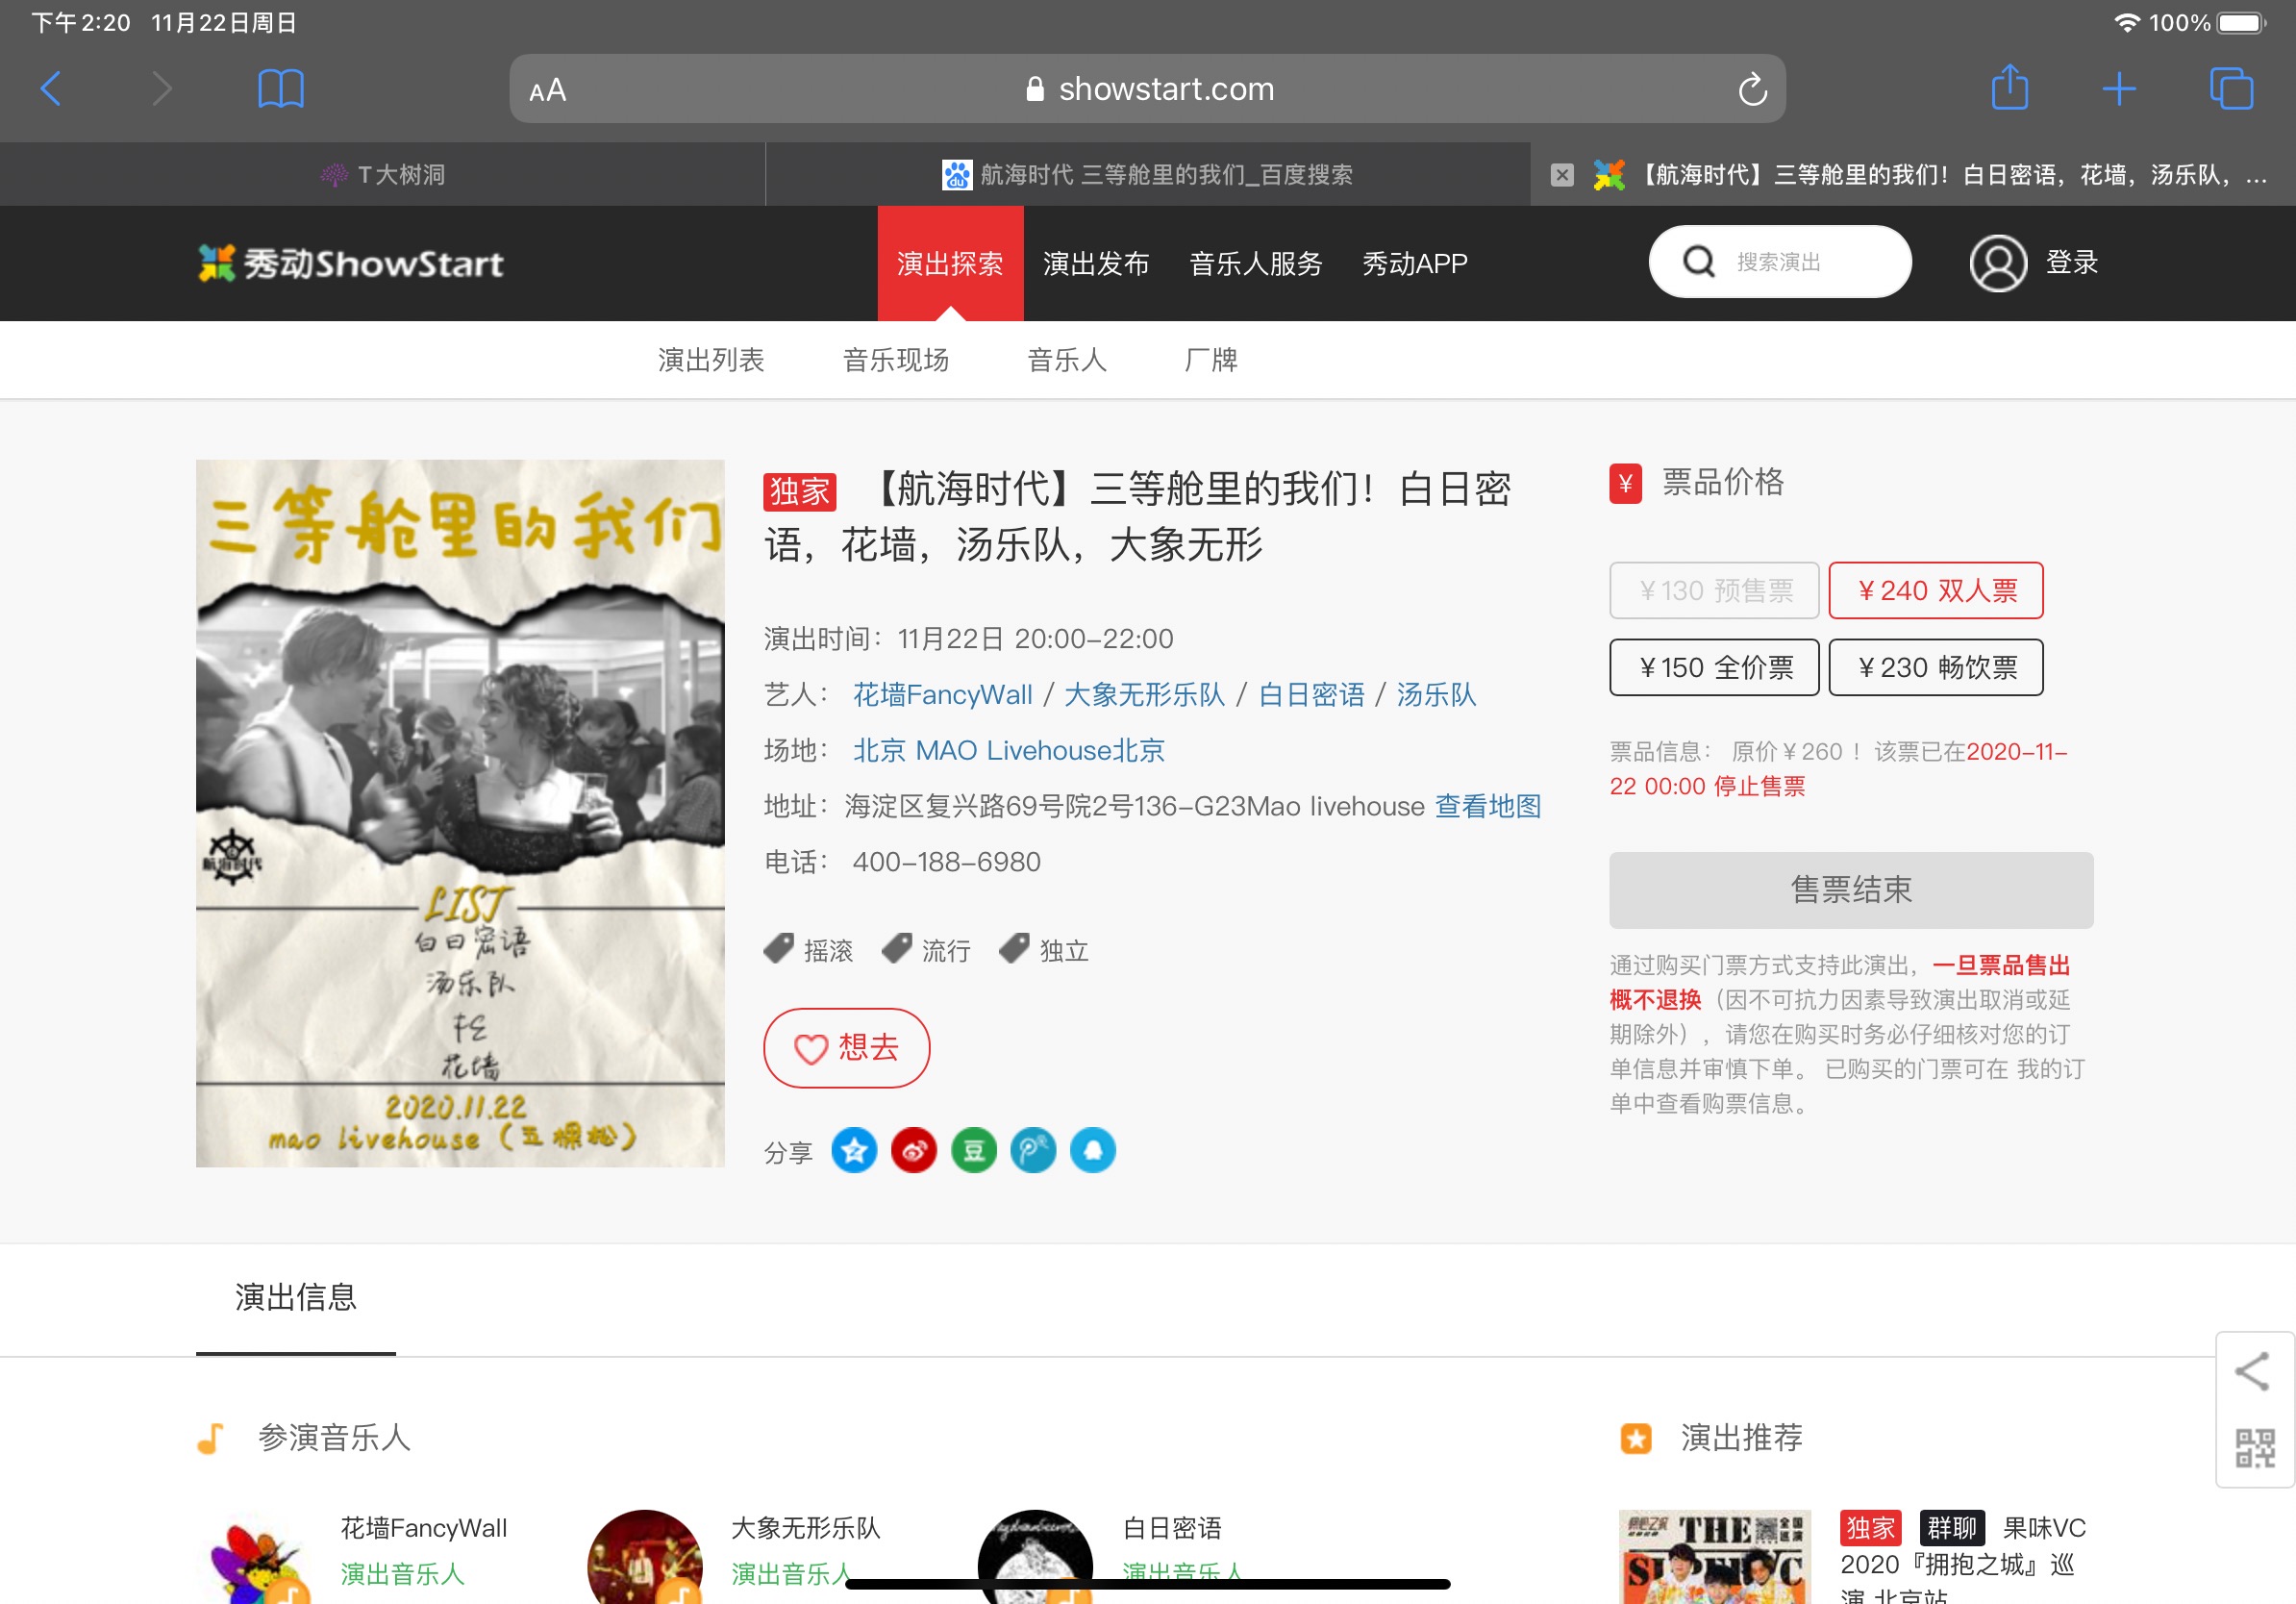 下午2:20 11月22日周日
100%
AA
showstart.com
T大树洞
du 航海时代 三等舱里的我们_百度搜索
【航海时代】三等舱里的我们！白日密语，花墙，汤乐队，...
秀动ShowStart
演出探索 演出发布 音乐人服务 秀动APP
搜索演出
登录
演出列表 音乐现场 音乐人 厂牌
三等舱里的我们
航海时代
LIST
白日密语
汤乐队
花墙
2020.11.22
mao livehouse（五棵松）
独家 【航海时代】三等舱里的我们！白日密
语，花墙，汤乐队，大象无形
演出时间：11月22日 20:00-22:00
艺人： 花墙FancyWall / 大象无形乐队 / 白日密语 / 汤乐队
场地： 北京 MAO Livehouse北京
地址：海淀区复兴路69号院2号136-G23Mao livehouse 查看地图
电话： 400-188-6980
摇滚 流行 独立
想去
分享
豆
¥ 票品价格
¥130 预售票 ¥240 双人票
¥150 全价票 ¥230 畅饮票
票品信息： 原价¥260 ！该票已在2020-11-
22 00:00 停止售票
售票结束
通过购买门票方式支持此演出，一旦票品售出
概不退换（因不可抗力因素导致演出取消或延
期除外），请您在购买时务必仔细核对您的订
单信息并审慎下单。 已购买的门票可在 我的订
单中查看购票信息。
演出信息
参演音乐人
花墙FancyWall
演出音乐人
大象无形乐队
演出音乐人
白日密语
演出音乐人
演出推荐
THE
独家 群聊 果味VC
2020『拥抱之城』巡
演 北京站